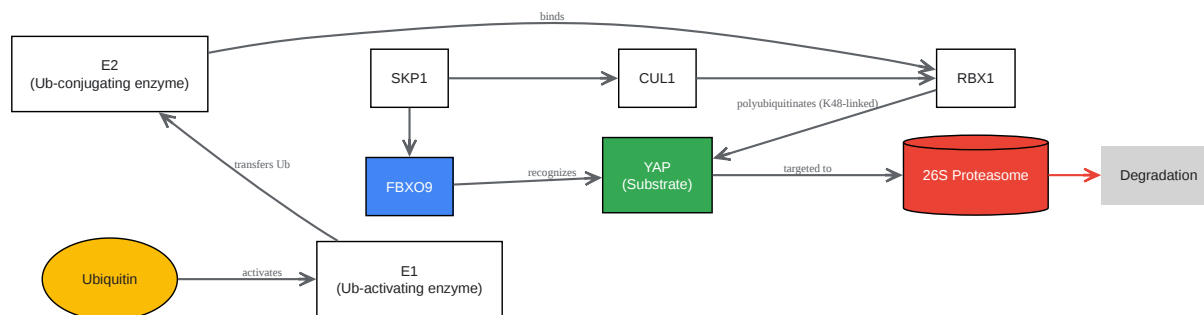 binds
E2
(Ub-conjugating enzyme)
SKP1
CUL1
RBX1
polyubiquitinates (K48-linked)
transfers Ub
FBXO9
recognizes
YAP
(Substrate)
targeted to
26S Proteasome
Degradation
Ubiquitin
activates
E1
(Ub-activating enzyme)